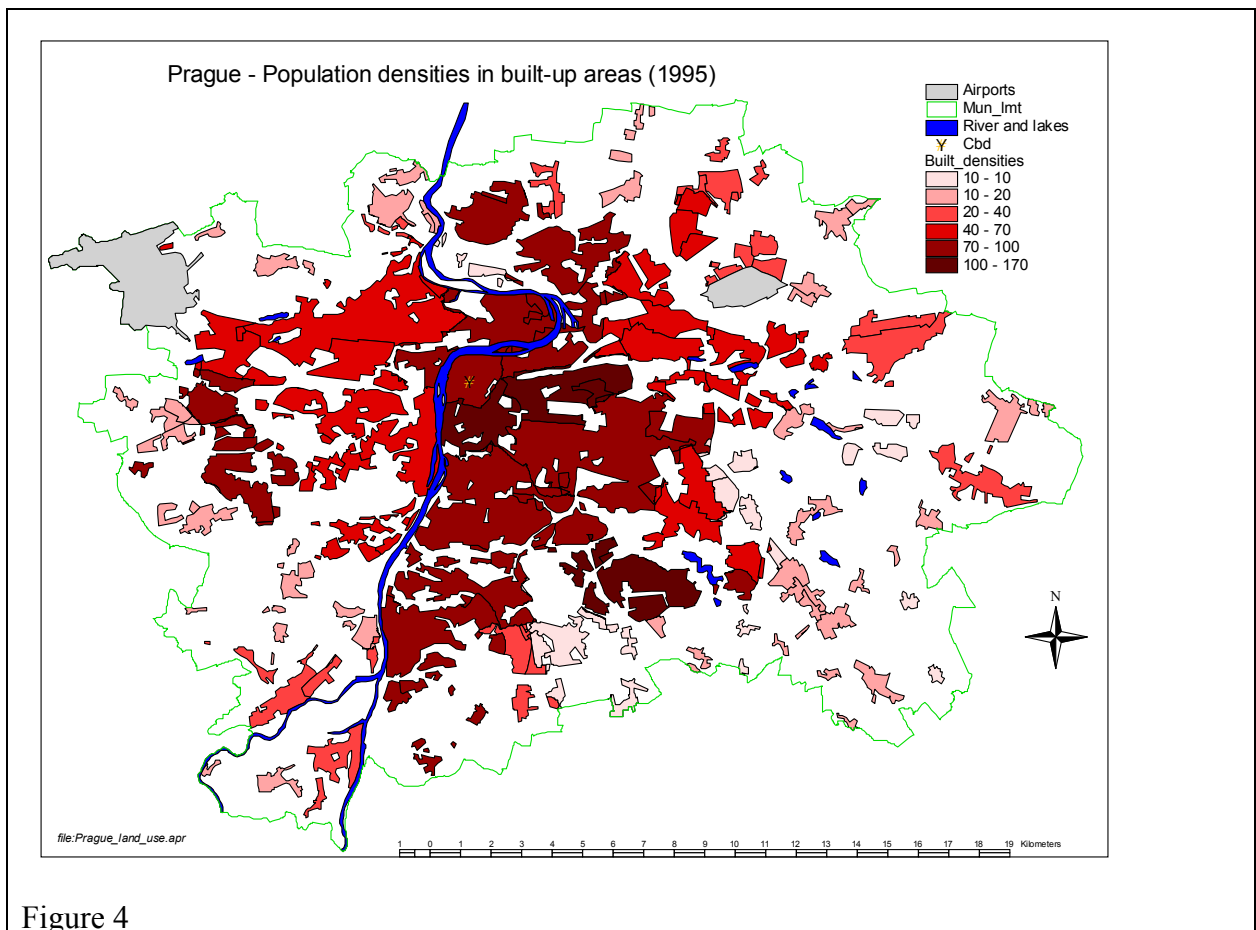 Prague - Population densities in built-up areas (1995)
Airports
Mun_lmt
River and lakes
Cbd
Built_densities
10 - 10
10 - 20
20 - 40
40 - 70
70 - 100
100 - 170
N
file:Prague_land_use.apr
1 0 1 2 3 4 5 6 7 8 9 10 11 12 13 14 15 16 17 18 19 Kilometers
Figure 4